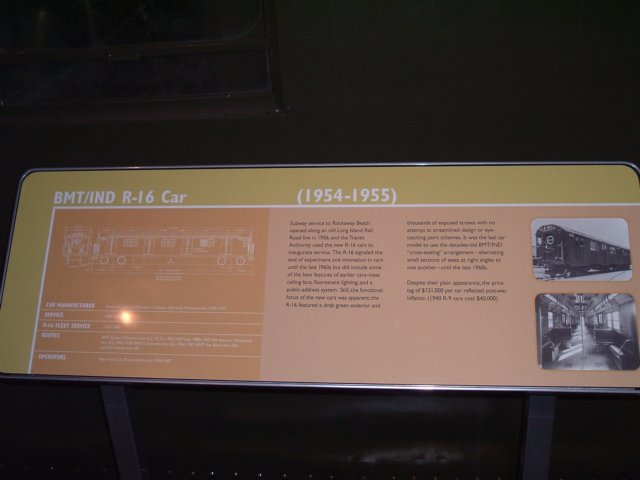 BMT/IND R-16 Car (1954-1955)
Subway service to Rockaway Beach
opened along an old Long Island Rail
Road line in 1956, and the Transit
Authority used the new R-16 cars to
inaugurate service. The R-16 signaled the
end of experiment and innovation in cars
until the late 1960s but did include some
of the best features of earlier cars–inset
ceiling fans, fluorescent lighting, and a
public address system. Still, the functional
focus of the new cars was apparent: the
R-16 featured a drab green exterior and
thousands of exposed screws with no
attempt at streamlined design or eye-
catching paint schemes. It was the last car
model to use the decades-old BMT/IND
"cross-seating" arrangement – alternating
small sections of seats at right angles to
one another – until the late 1960s.
Despite their plain appearance, the price
tag of $121,000 per car reflected post-war
inflation (1940 R-9 cars cost $40,000).
CAR MANUFACTURER
SERVICE
R-16 FLEET SERVICE
ROUTES
OPERATORS